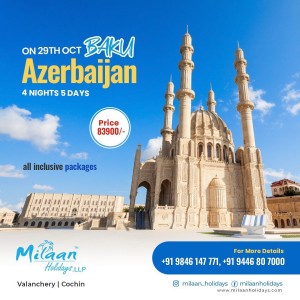 ON 29TH OCT BAKU
Azerbaijan
4 NIGHTS 5 DAYS
Price
83900/-
all inclusive packages
Milaan TM
Holidays LLP
Valanchery | Cochin
For More Details
+91 9846 147 771, +91 9446 80 7000
milaan_holidays milaanholidays
www.milaanholidays.com